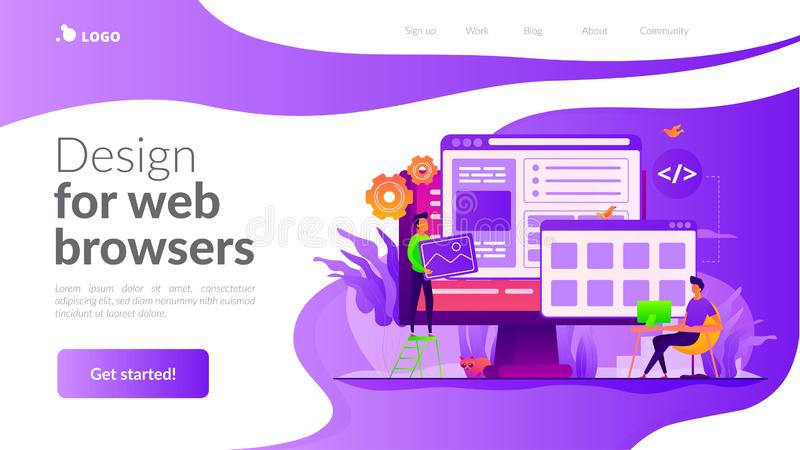 LOGO
Sign up
Work
Blog
About
Community
Design
for web
browsers
Lorem ipsum dolor sit amet, consectetuer
adipiscing elit, sed diam nonummy nibh euismod
tincidunt ut laoreet dolore.
Get started!
</>
dreamstime